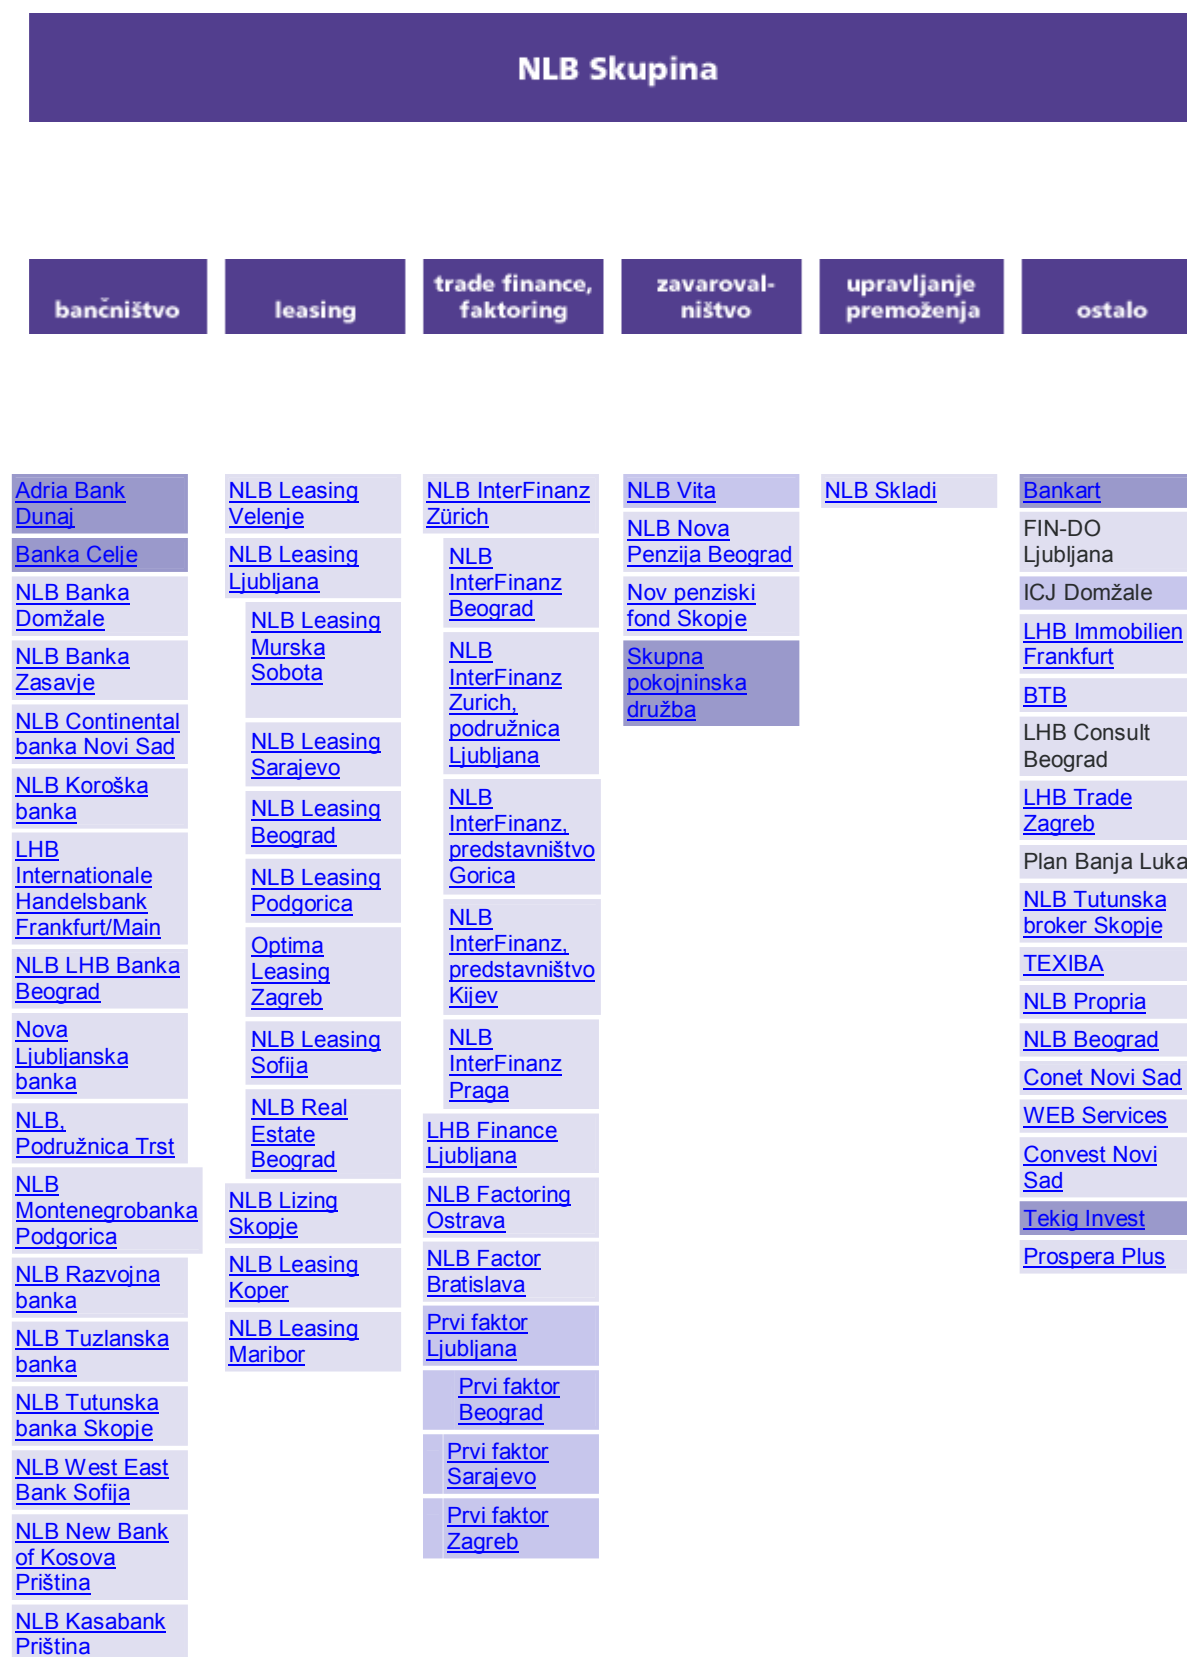 NLB Skupina
bančništvo
leasing
trade finance,
faktoring
zavaroval-
ništvo
upravljanje
premoženja
ostalo
Adria Bank
Dunaj
Banka Celje
NLB Banka
Domžale
NLB Banka
Zasavje
NLB Continental
banka Novi Sad
NLB Koroška
banka
LHB
Internationale
Handelsbank
Frankfurt/Main
NLB LHB Banka
Beograd
Nova
Ljubljanska
banka
NLB,
Podružnica Trst
NLB
Montenegrobanka
Podgorica
NLB Razvojna
banka
NLB Tuzlanska
banka
NLB Tutunska
banka Skopje
NLB West East
Bank Sofija
NLB New Bank
of Kosova
Priština
NLB Kasabank
Priština
NLB Leasing
Velenje
NLB Leasing
Ljubljana
NLB Leasing
Murska
Sobota
NLB Leasing
Sarajevo
NLB Leasing
Beograd
NLB Leasing
Podgorica
Optima
Leasing
Zagreb
NLB Leasing
Sofija
NLB Real
Estate
Beograd
NLB Lizing
Skopje
NLB Leasing
Koper
NLB Leasing
Maribor
NLB InterFinanz
Zürich
NLB
InterFinanz
Beograd
NLB
InterFinanz
Zurich,
podružnica
Ljubljana
NLB
InterFinanz,
predstavništvo
Gorica
NLB
InterFinanz,
predstavništvo
Kijev
NLB
InterFinanz
Praga
LHB Finance
Ljubljana
NLB Factoring
Ostrava
NLB Factor
Bratislava
Prvi faktor
Ljubljana
Prvi faktor
Beograd
Prvi faktor
Sarajevo
Prvi faktor
Zagreb
NLB Vita
NLB Nova
Penzija Beograd
Nov penziski
fond Skopje
Skupna
pokojninska
družba
NLB Skladi
Bankart
FIN-DO
Ljubljana
ICJ Domžale
LHB Immobilien
Frankfurt
BTB
LHB Consult
Beograd
LHB Trade
Zagreb
Plan Banja Luka
NLB Tutunska
broker Skopje
TEXIBA
NLB Propria
NLB Beograd
Conet Novi Sad
WEB Services
Convest Novi
Sad
Tekig Invest
Prospera Plus